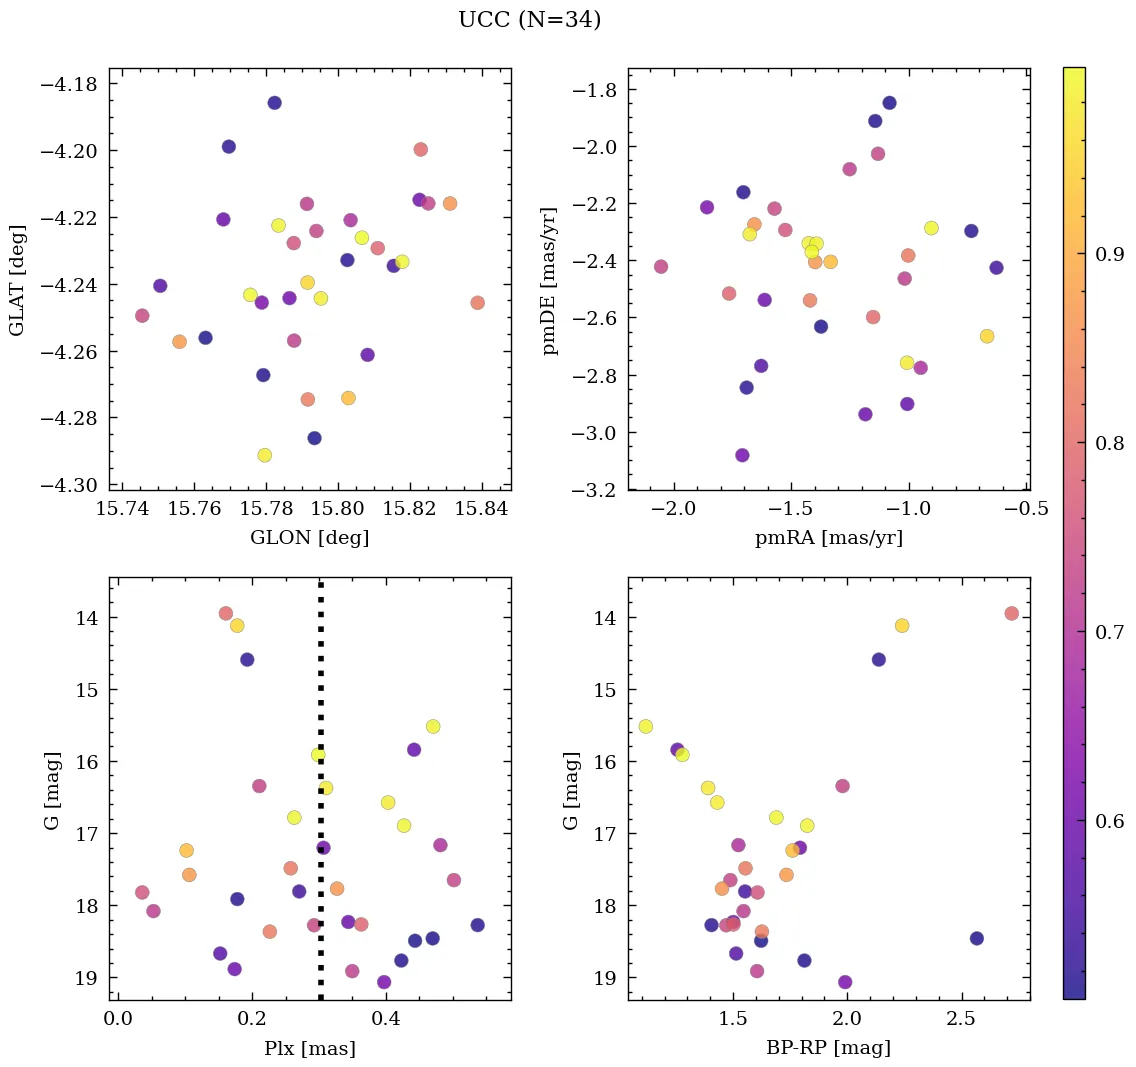 UCC (N=34)
−4.18
−4.20
−4.22
−4.24
−4.26
−4.28
−4.30
GLAT [deg]
15.74 15.76 15.78 15.80 15.82 15.84
GLON [deg]
−1.8
−2.0
−2.2
−2.4
−2.6
−2.8
−3.0
−3.2
pmDE [mas/yr]
−2.0 −1.5 −1.0 −0.5
pmRA [mas/yr]
0.9
0.8
0.7
0.6
14
15
16
17
18
19
G [mag]
0.0 0.2 0.4
Plx [mas]
14
15
16
17
18
19
G [mag]
1.5 2.0 2.5
BP-RP [mag]